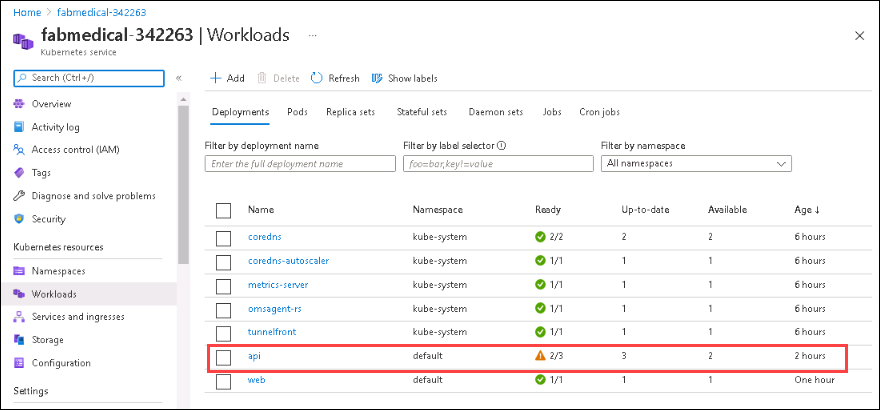 Home > fabmedical-342263
fabmedical-342263 | Workloads ...
Kubernetes service
Search (Ctrl+/)
«
Overview
Activity log
Access control (IAM)
Tags
Diagnose and solve problems
Security
Kubernetes resources
Namespaces
Workloads
Services and ingresses
Storage
Configuration
Settings
Add Delete Refresh Show labels
Deployments Pods Replica sets Stateful sets Daemon sets Jobs Cron jobs
Filter by deployment name Filter by label selector Filter by namespace
Enter the full deployment name foo=bar,key!=value All namespaces
Name Namespace Ready Up-to-date Available Age ↓
coredns kube-system 2/2 2 2 6 hours
coredns-autoscaler kube-system 1/1 1 1 6 hours
metrics-server kube-system 1/1 1 1 6 hours
omsagent-rs kube-system 1/1 1 1 6 hours
tunnelfront kube-system 1/1 1 1 6 hours
api default 2/3 3 2 2 hours
web default 1/1 1 1 One hour